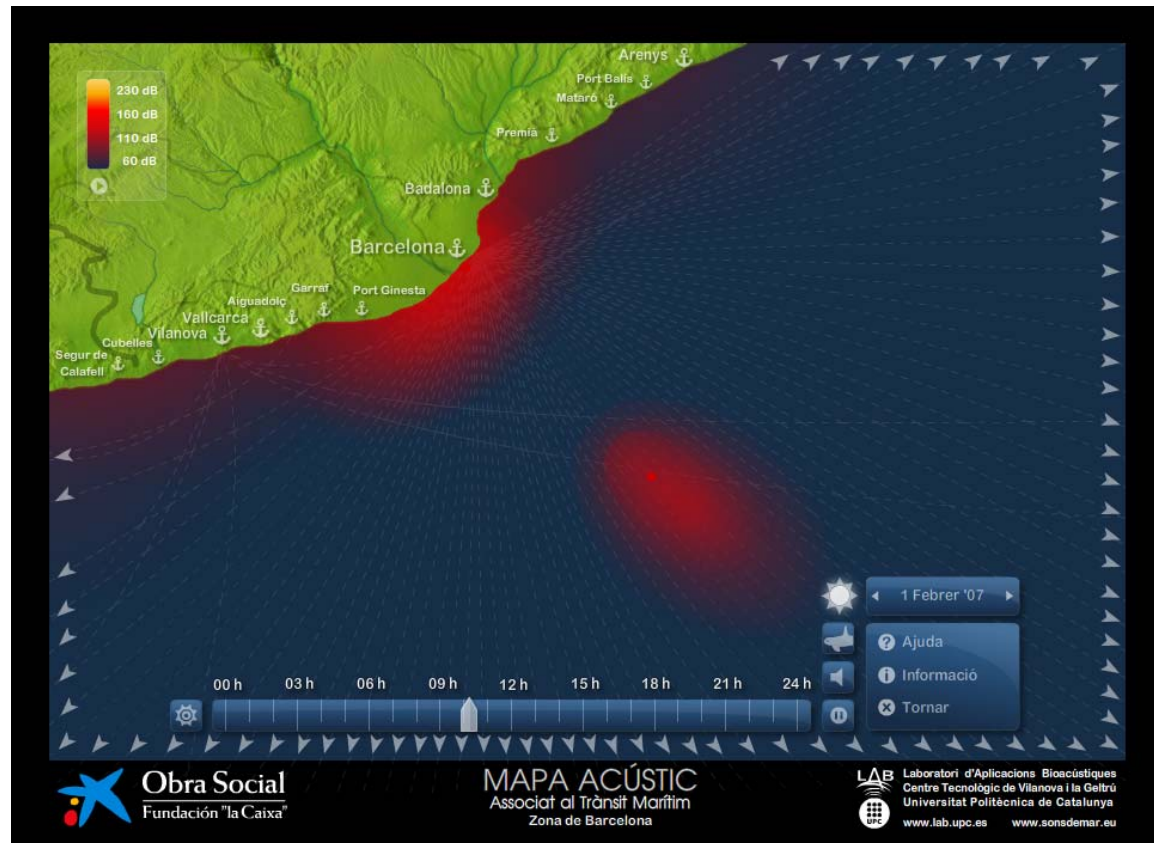 Arenys
Port Balís
Mataró
Premià
Badalona
Barcelona
Port Ginesta
Garraf
Aiguadolç
Vallcarca
Vilanova
Cubelles
Segur de
Calafell
230 dB
160 dB
110 dB
60 dB
1 Febrer '07
Ajuda
Informació
Tornar
00 h 03 h 06 h 09 h 12 h 15 h 18 h 21 h 24 h
Obra Social
Fundación "la Caixa"
MAPA ACÚSTIC
Associat al Trànsit Marítim
Zona de Barcelona
LAB
UPC
Laboratori d'Aplicacions Bioacústiques
Centre Tecnològic de Vilanova i la Geltrú
Universitat Politècnica de Catalunya
www.lab.upc.es www.sonsdemar.eu